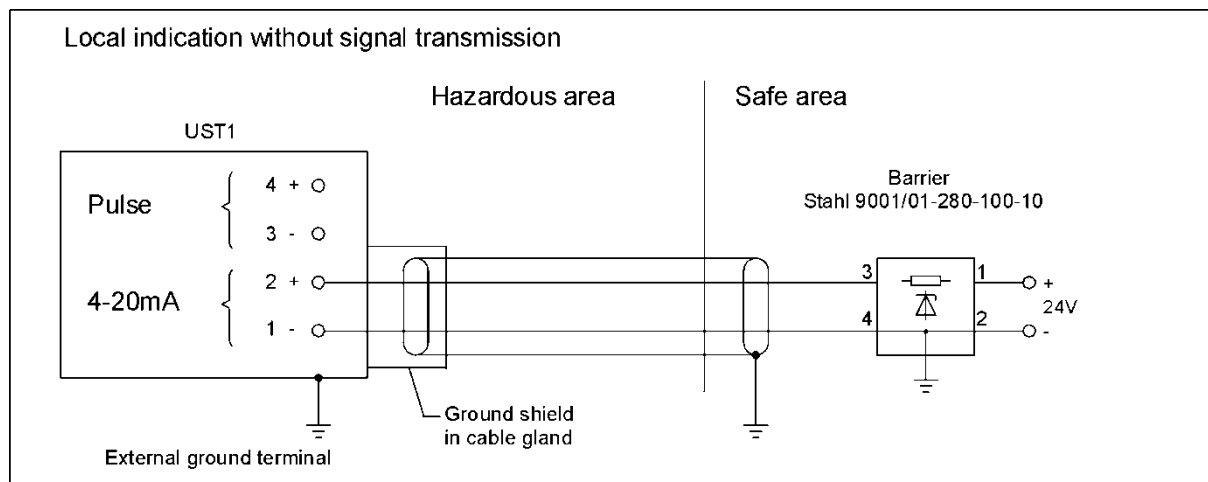 Local indication without signal transmission
Hazardous area
Safe area
UST1
Barrier
Stahl 9001/01-280-100-10
Pulse
4 +
3 -
4-20mA
2 +
1 -
3
1
+
24V
4
2
-
Ground shield
in cable gland
External ground terminal